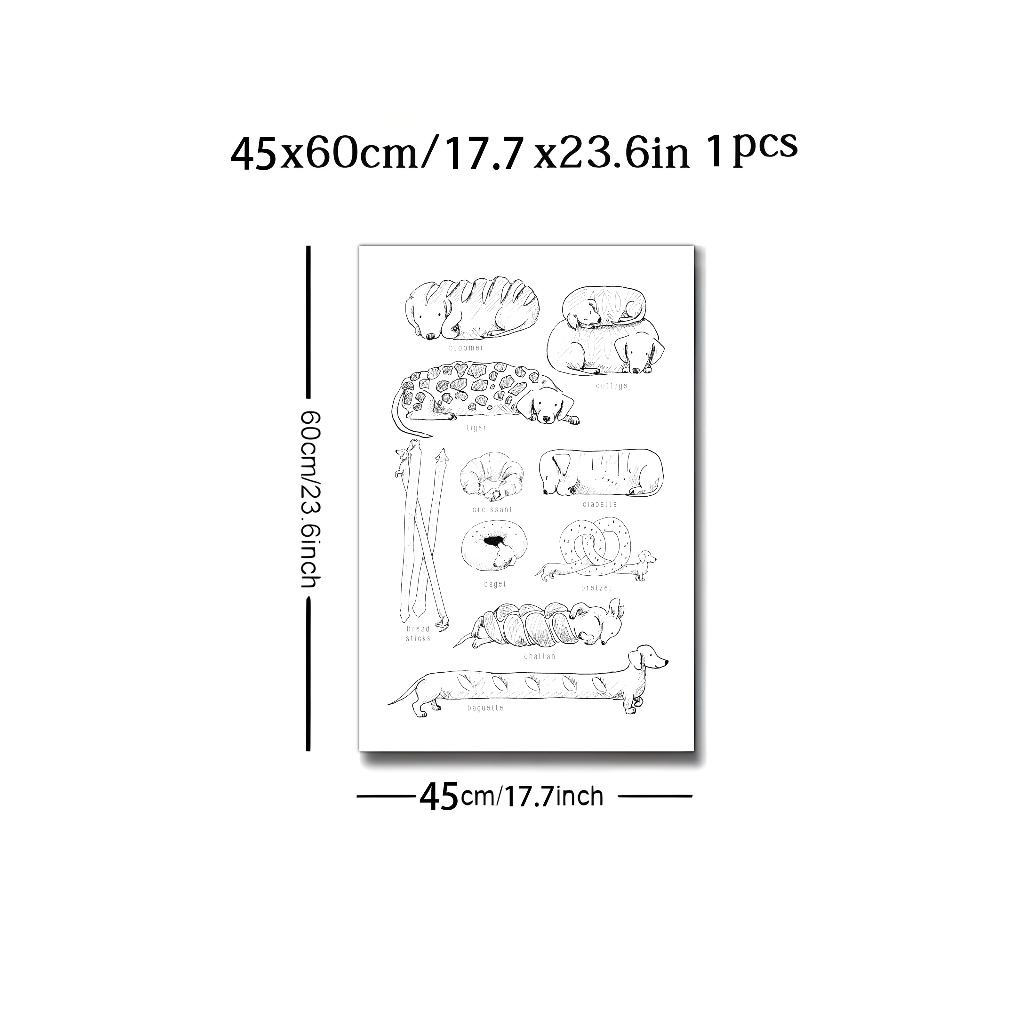 45x60cm/17.7 x23.6in 1pcs
60cm/23.6inch
bloomer
cottage
tiger
croissant
ciabatta
bagel
pretzel
bread
sticks
challah
baguette
45cm/17.7inch